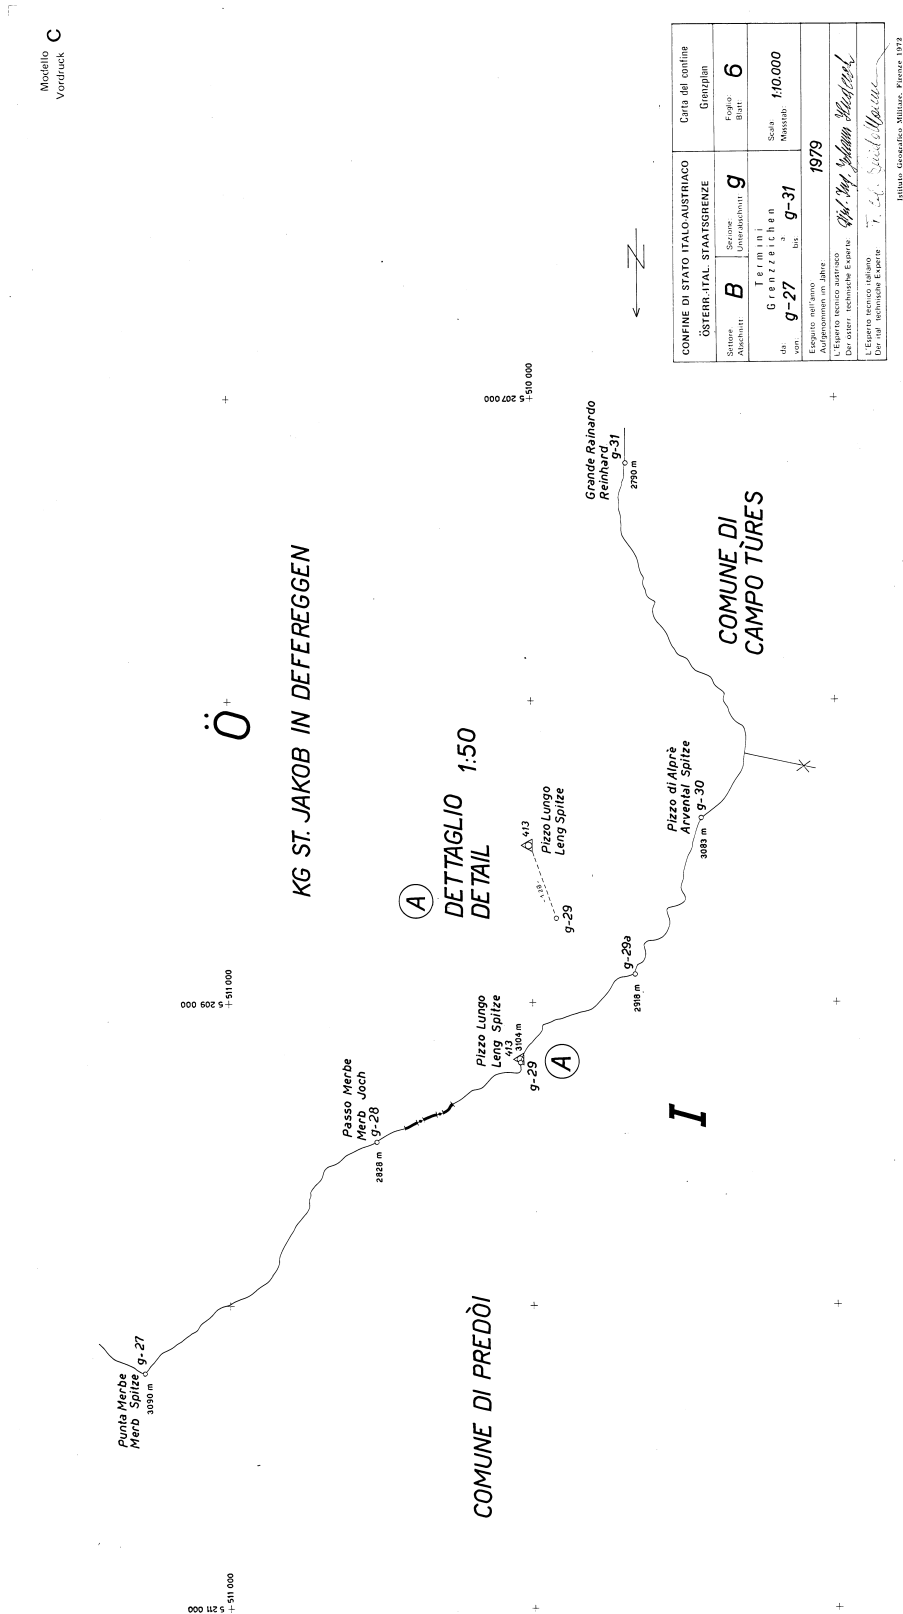 Modello
Vordruck C
CONFINE DI STATO ITALO-AUSTRIACO
ÖSTERR.-ITAL. STAATSGRENZE
Carta del confine
Grenzplan
Settore:
Abschnitt: B
Sezione:
Unterabschnitt: g
Foglio:
Blatt: 6
Termini
Grenzzeichen
da:
von: g-27
a
bis g-31
Scala:
Massstab: 1:10.000
Eseguito nell'anno:
Aufgenommen im Jahre: 1979
L'Esperto tecnico austriaco
Der österr. technische Experte
L'Esperto tecnico italiano
Der ital. technische Experte
Istituto Geografico Militare, Firenze 1972
N
5 207 000
510 000
Grande Rainardo
Reinhard
g-31
2790 m
COMUNE DI
CAMPO TÙRES
Ö
KG ST. JAKOB IN DEFEREGGEN
A
DETTAGLIO 1:50
DETAIL
413
Pizzo Lungo
Leng Spitze
1.20
g-29
Pizzo di Alprè
Arvental Spitze
g-30
3083 m
g-29a
2918 m
5 209 000
511 000
Pizzo Lungo
Leng Spitze
413
3104 m
g-29
A
Passo Merbe
Merb Joch
g-28
2828 m
I
COMUNE DI PREDÒI
Punta Merbe
Merb Spitze
g-27
3090 m
5 211 000
511 000